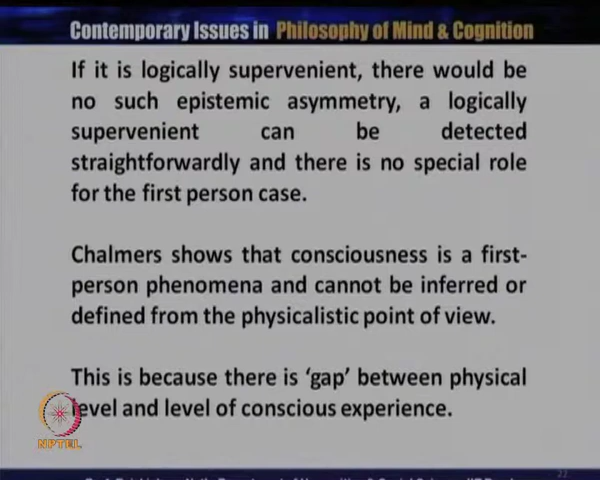 Contemporary Issues in Philosophy of Mind & Cognition
If it is logically supervenient, there would be
no such epistemic asymmetry, a logically
supervenient can be detected
straightforwardly and there is no special role
for the first person case.
Chalmers shows that consciousness is a first-
person phenomena and cannot be inferred or
defined from the physicalistic point of view.
This is because there is 'gap' between physical
level and level of conscious experience.
NPTEL
22